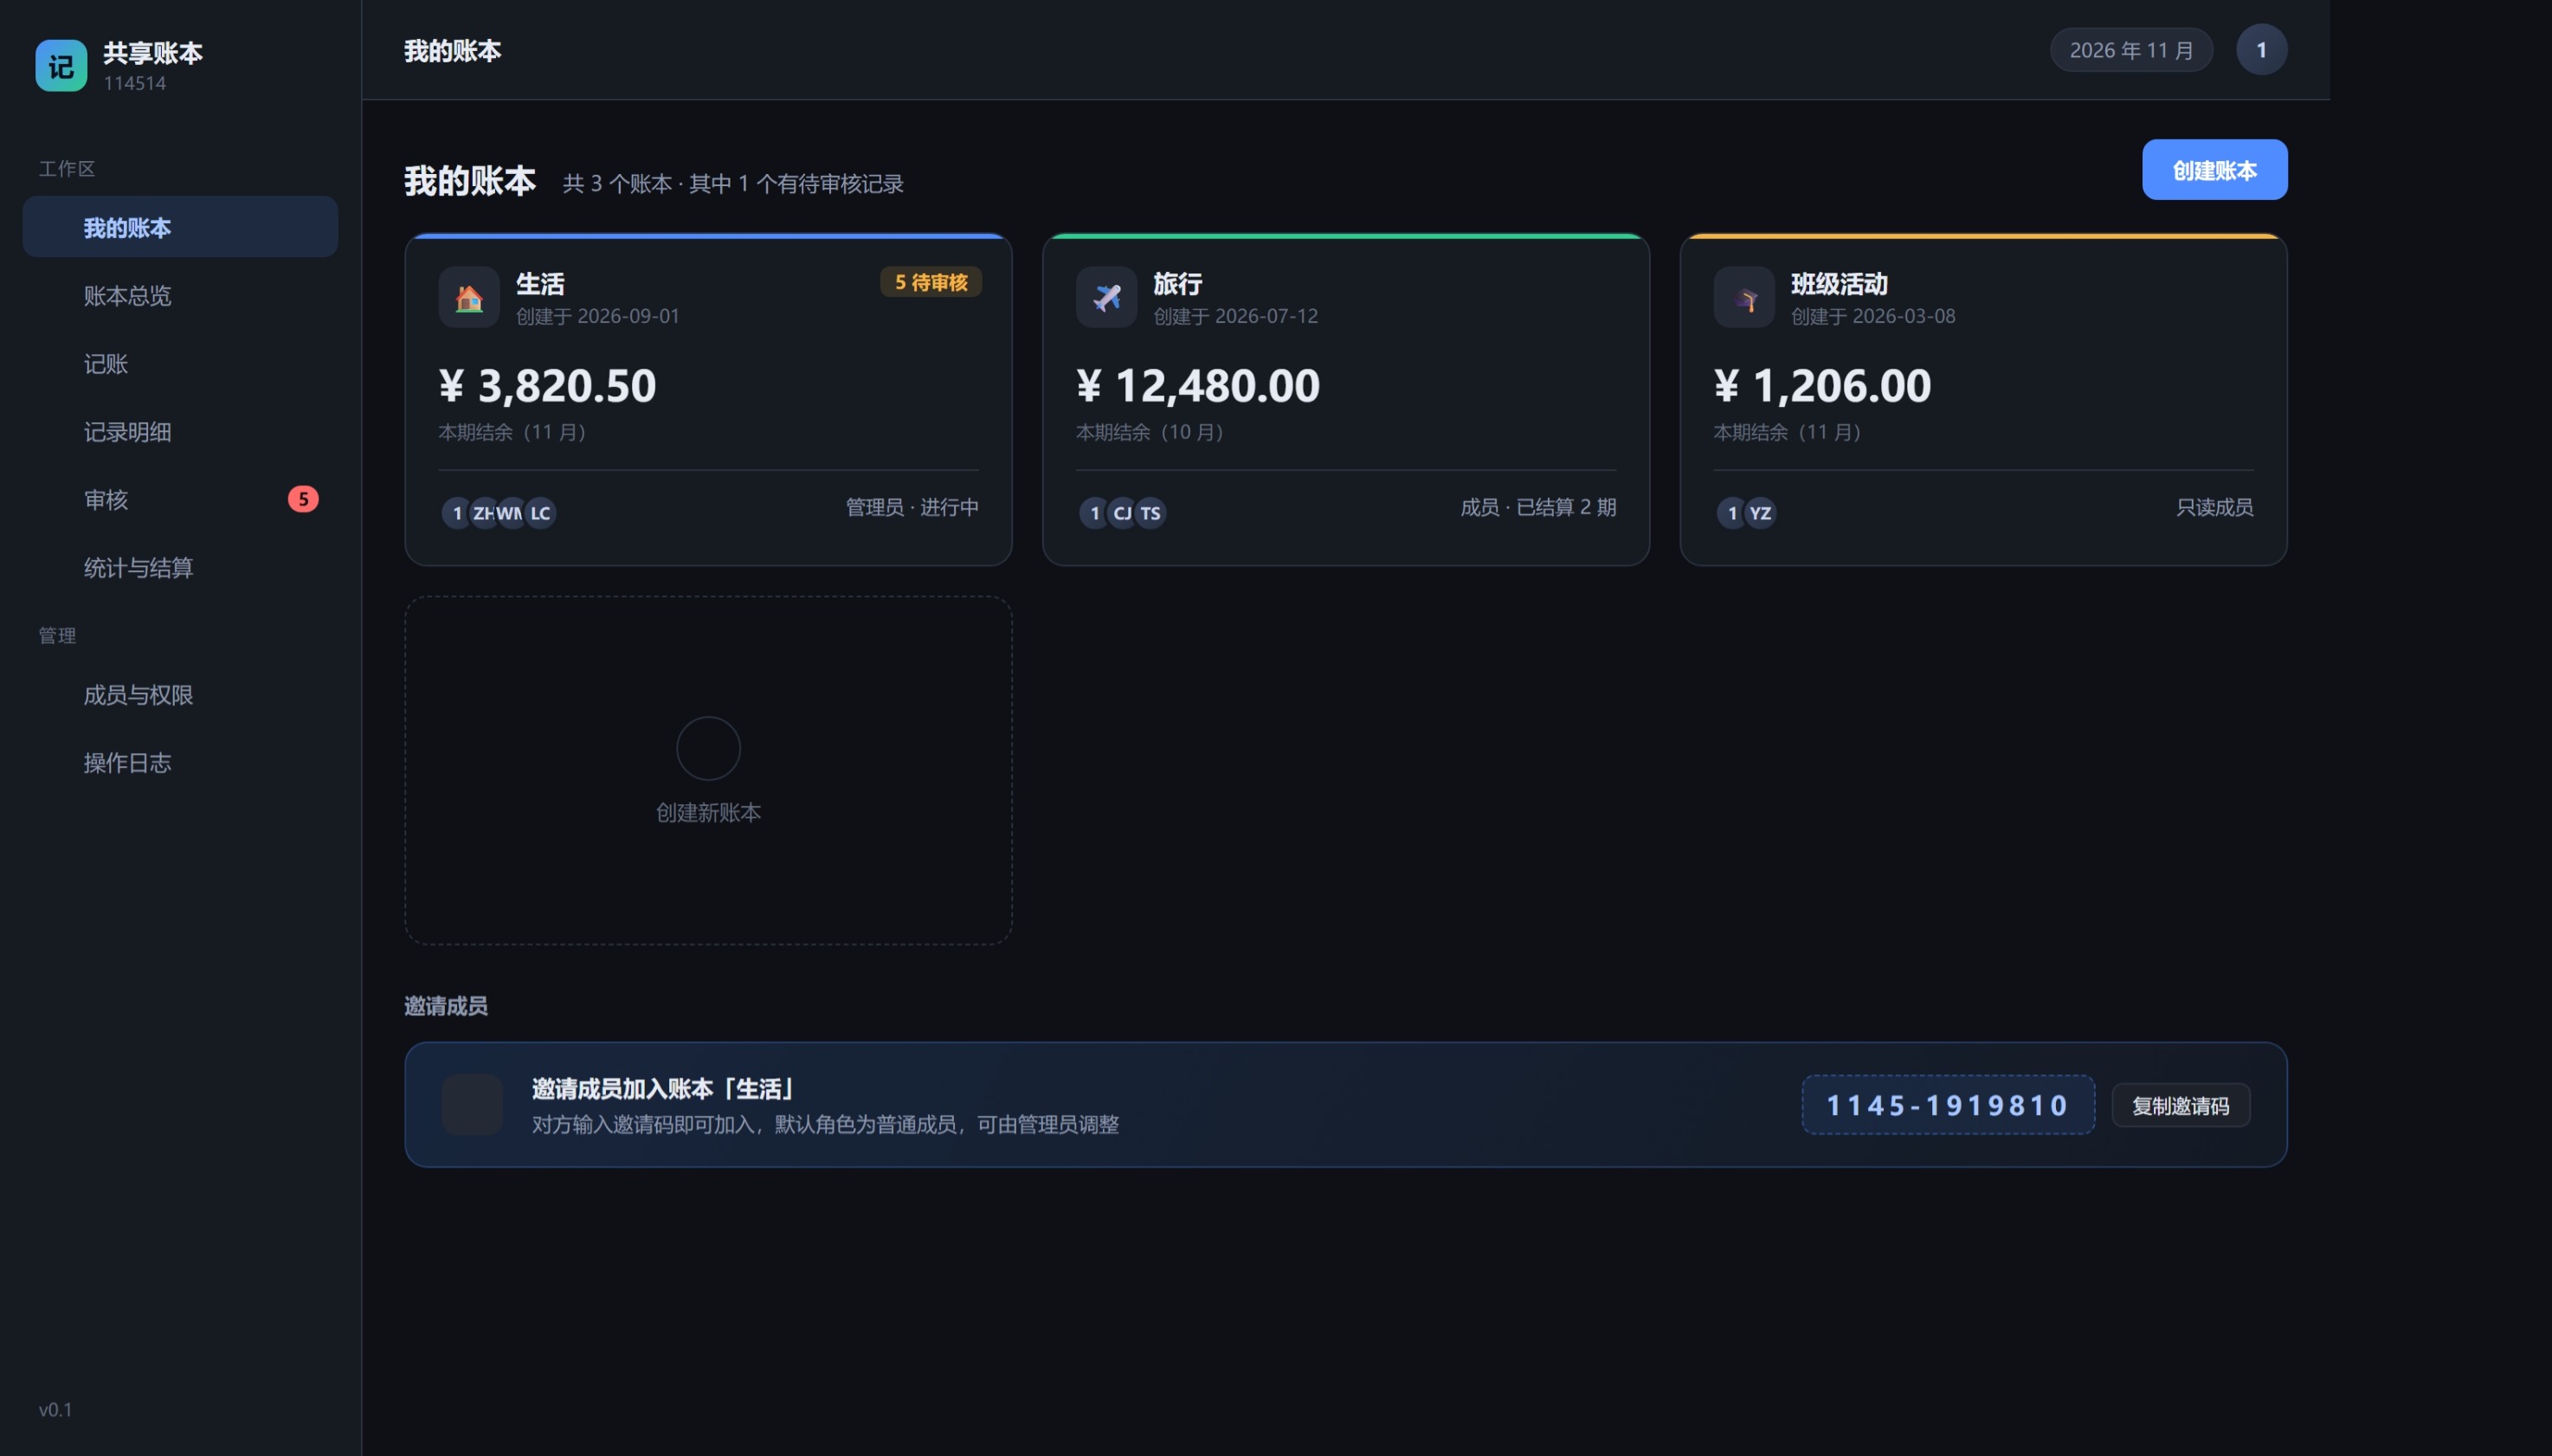 记
共享账本
114514
工作区
我的账本
账本总览
记账
记录明细
审核
5
统计与结算
管理
成员与权限
操作日志
v0.1
我的账本
2026 年 11 月
1
我的账本
共 3 个账本 · 其中 1 个有待审核记录
创建账本
生活
5 待审核
创建于 2026-09-01
¥ 3,820.50
本期结余（11 月）
1 ZH WM LC
管理员 · 进行中
旅行
创建于 2026-07-12
¥ 12,480.00
本期结余（10 月）
1 CJ TS
成员 · 已结算 2 期
班级活动
创建于 2026-03-08
¥ 1,206.00
本期结余（11 月）
1 YZ
只读成员
创建新账本
邀请成员
邀请成员加入账本「生活」
对方输入邀请码即可加入，默认角色为普通成员，可由管理员调整
1145-1919810
复制邀请码